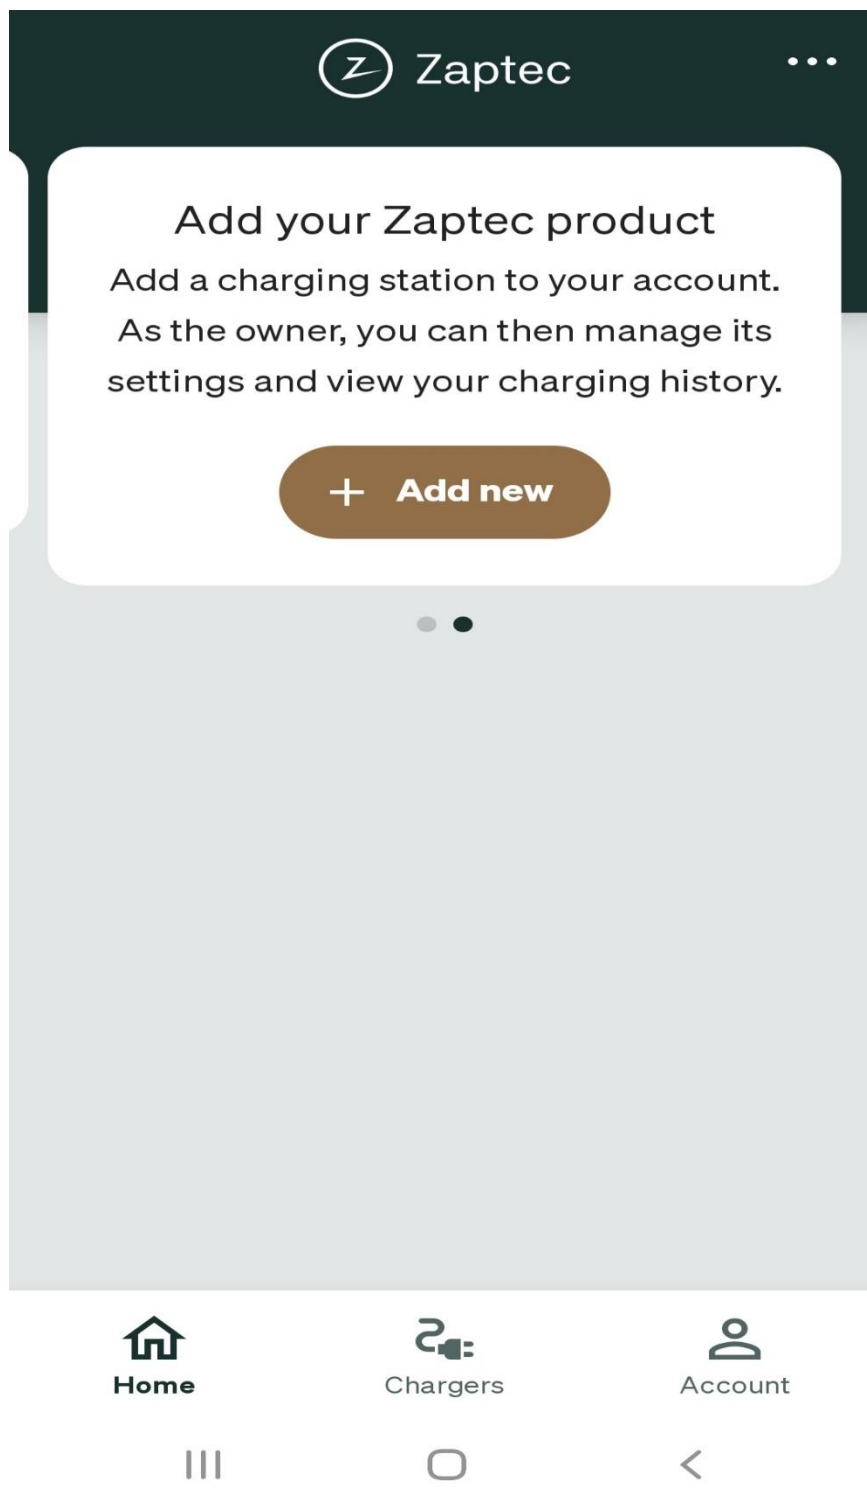 Zaptec
Add your Zaptec product
Add a charging station to your account.
As the owner, you can then manage its
settings and view your charging history.
+ Add new
Home Chargers Account